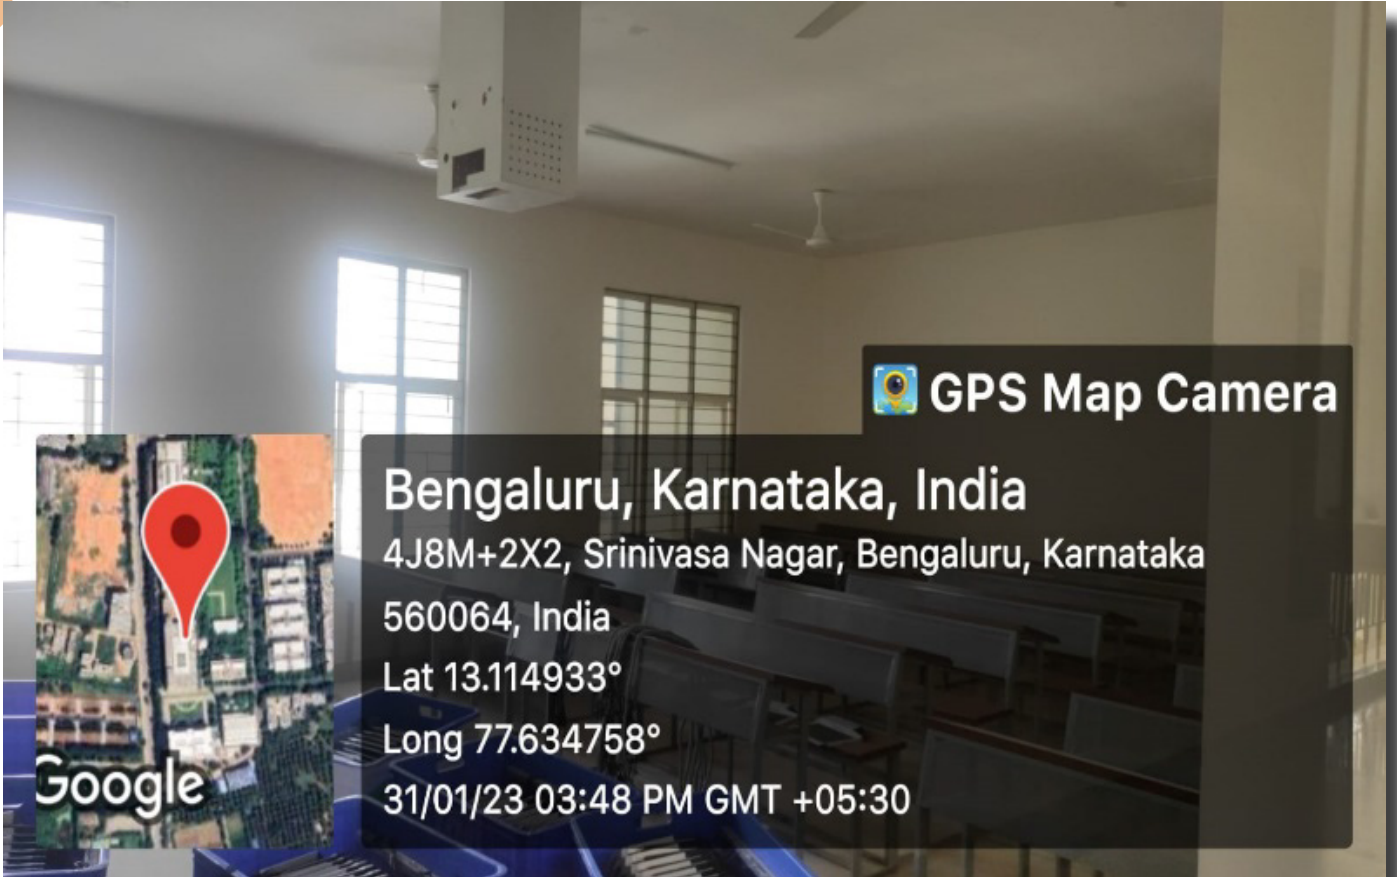 GPS Map Camera
Bengaluru, Karnataka, India
4J8M+2X2, Srinivasa Nagar, Bengaluru, Karnataka
560064, India
Lat 13.114933°
Long 77.634758°
31/01/23 03:48 PM GMT +05:30
Google